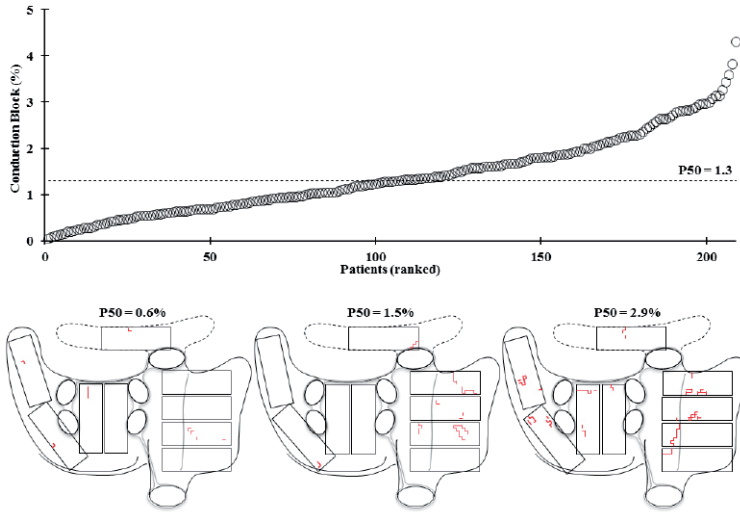 5
4
3
2
1
0
Conduction Block (%)
P50 = 1.3
0 50 100 150 200
Patients (ranked)
P50 = 0.6% P50 = 1.5% P50 = 2.9%